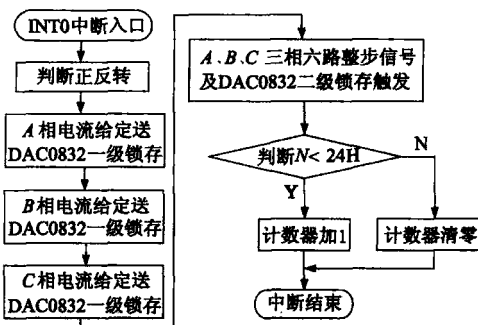 INT0中断入口
判断正反转
A相电流给定送
DAC0832一级锁存
B相电流给定送
DAC0832一级锁存
C相电流给定送
DAC0832一级锁存
A、B、C 三相六路整步信号
及DAC0832二级锁存触发
判断N< 24H
N
Y
计数器加1
计数器清零
中断结束